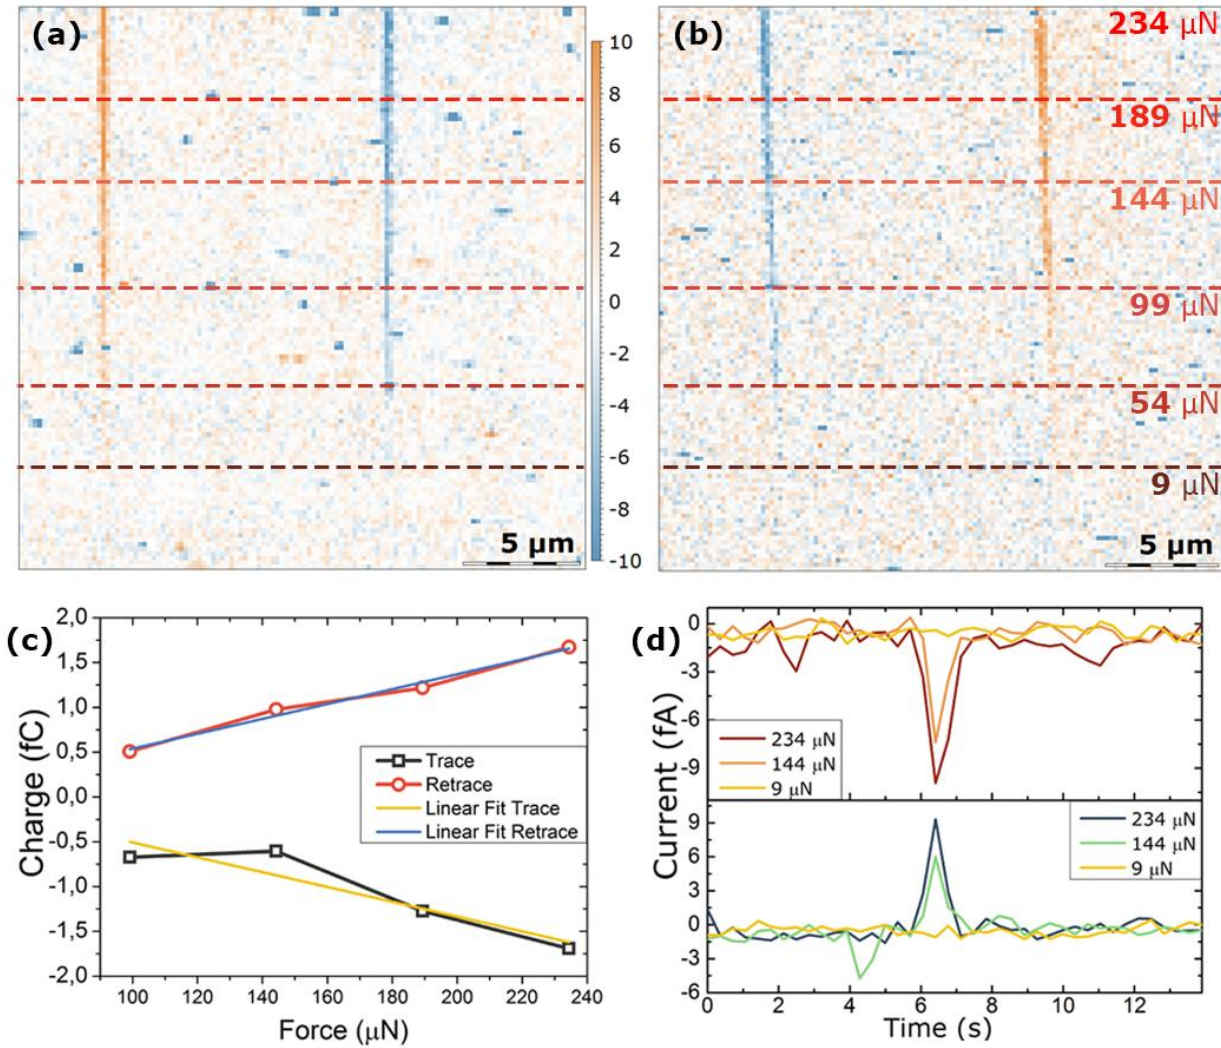 (a)
10
8
6
4
2
0
-2
-4
-6
-8
-10
5 µm
(b)
234 µN
189 µN
144 µN
99 µN
54 µN
9 µN
5 µm
(c)
2,0
1,5
1,0
0,5
0,0
-0,5
-1,0
-1,5
-2,0
Charge (fC)
Trace
Retrace
Linear Fit Trace
Linear Fit Retrace
100 120 140 160 180 200 220 240
Force (µN)
(d)
0
-3
-6
-9
234 µN
144 µN
9 µN
Current (fA)
9
6
3
0
-3
-6
234 µN
144 µN
9 µN
0 2 4 6 8 10 12
Time (s)